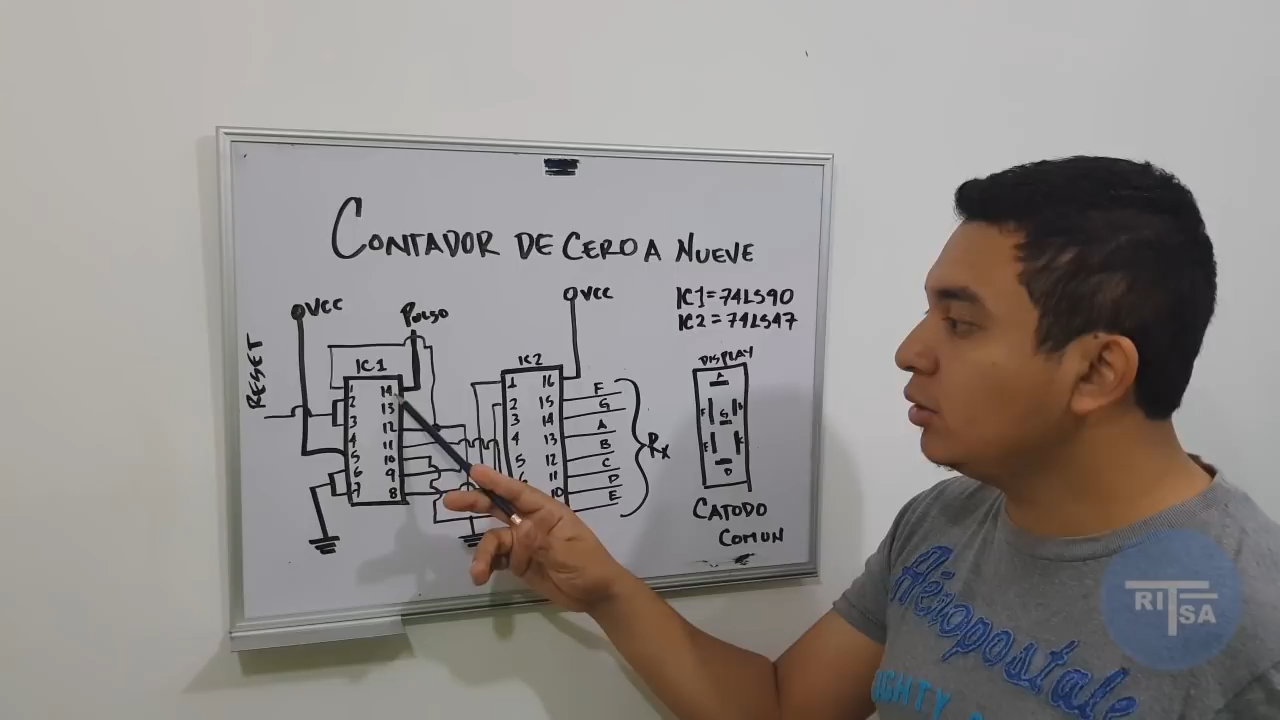 CONTADOR DE CERO A NUEVE
VCC
PULSO
VCC
IC1=74LS90
IC2=74LS47
RESET
IC1
IC2
DISPLAY
1 14
2 13
3 12
4 11
5 10
6 9
7 8
1 16
2 15
3 14
4 13
5 12
11
10
F
G
A
B
C
D
E
Rx
A
F B
G
E
D
CATODO
COMUN
Aéropostale
RITSA